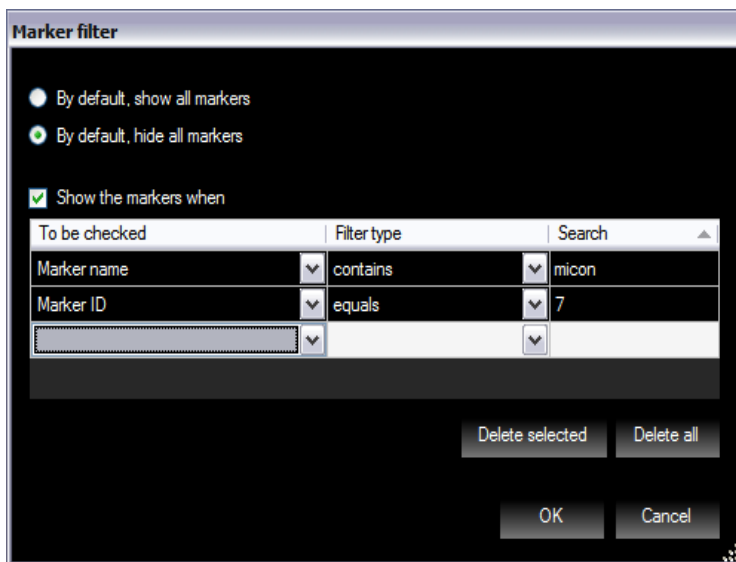 Marker filter
By default, show all markers
By default, hide all markers
Show the markers when
To be checked Filter type Search
Marker name contains micon
Marker ID equals 7
Delete selected Delete all
OK Cancel